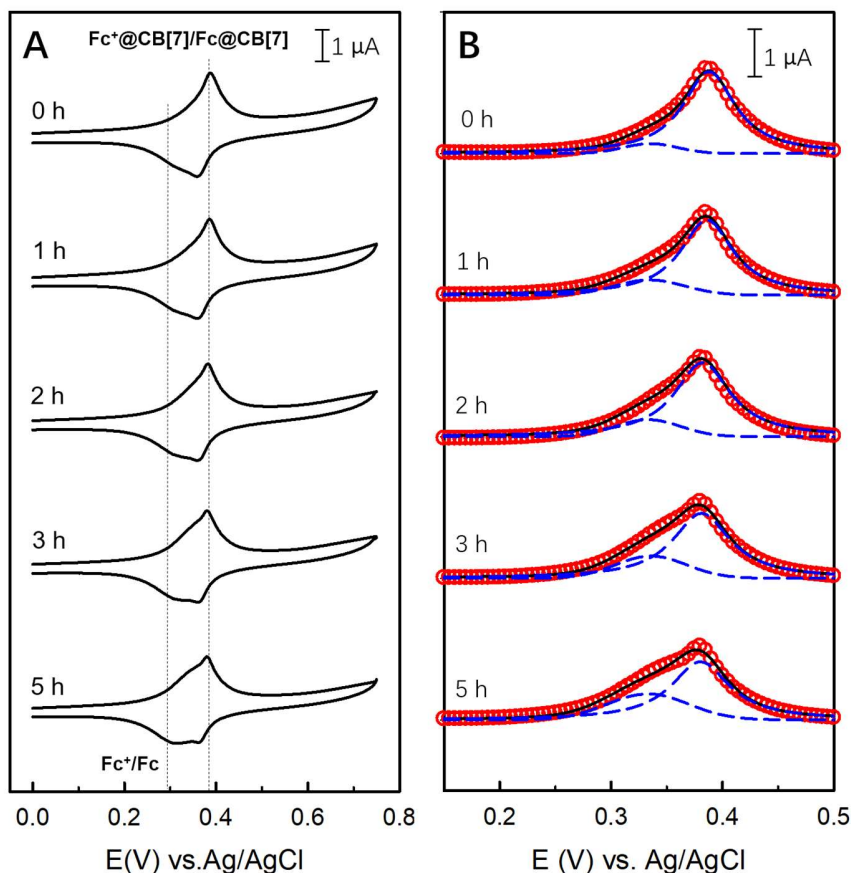 A
Fc⁺@CB[7]/Fc@CB[7]
1 μA
0 h
1 h
2 h
3 h
5 h
Fc⁺/Fc
0.0 0.2 0.4 0.6 0.8
E(V) vs.Ag/AgCl
B
1 μA
0 h
1 h
2 h
3 h
5 h
0.2 0.3 0.4 0.5
E (V) vs. Ag/AgCl